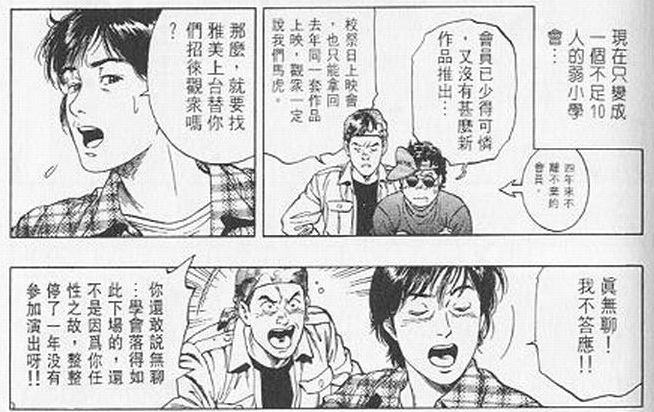 現在只變成
一個不足10
人的弱小學
會…
會員已少得可憐
，又沒有甚麼新
作品推出…
四年來不
離不棄的
會員。
校祭日上映會
，也只能拿回
去年同一套作品
上映，觀眾一定
說我們馬虎。
那麼，就要找
雅美上台替你
們招徠觀眾嗎
？
眞無聊！
我不答應!!
你還敢說無聊
…學會落得如
此下場的，還
不是因爲你任
性之故，整整
停了一年没有
參加演出呀!!